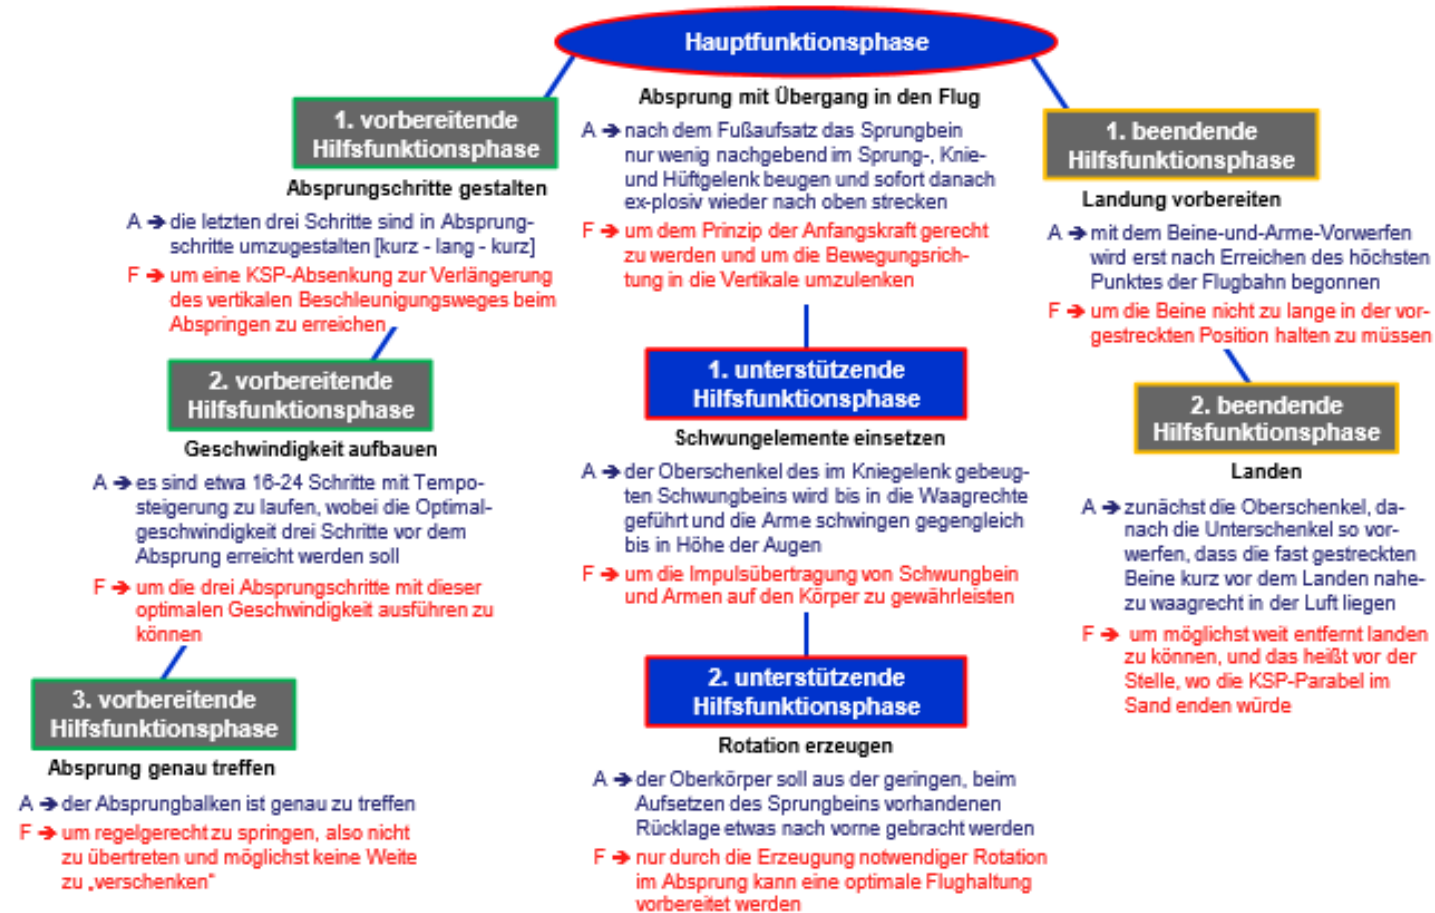 Hauptfunktionsphase
Absprung mit Übergang in den Flug
A ➔ nach dem Fußaufsatz das Sprungbein
nur wenig nachgebend im Sprung-, Knie-
und Hüftgelenk beugen und sofort danach
ex-plosiv wieder nach oben strecken
F ➔ um dem Prinzip der Anfangskraft gerecht
zu werden und um die Bewegungsrich-
tung in die Vertikale umzulenken
1. vorbereitende
Hilfsfunktionsphase
Absprungschritte gestalten
A ➔ die letzten drei Schritte sind in Absprung-
schritte umzugestalten [kurz - lang - kurz]
F ➔ um eine KSP-Absenkung zur Verlängerung
des vertikalen Beschleunigungsweges beim
Abspringen zu erreichen
2. vorbereitende
Hilfsfunktionsphase
Geschwindigkeit aufbauen
A ➔ es sind etwa 16-24 Schritte mit Tempo-
steigerung zu laufen, wobei die Optimal-
geschwindigkeit drei Schritte vor dem
Absprung erreicht werden soll
F ➔ um die drei Absprungschritte mit dieser
optimalen Geschwindigkeit ausführen zu
können
3. vorbereitende
Hilfsfunktionsphase
Absprung genau treffen
A ➔ der Absprungbalken ist genau zu treffen
F ➔ um regelgerecht zu springen, also nicht
zu übertreten und möglichst keine Weite
zu „verschenken“
1. unterstützende
Hilfsfunktionsphase
Schwungelemente einsetzen
A ➔ der Oberschenkel des im Kniegelenk gebeug-
ten Schwungbeins wird bis in die Waagrechte
geführt und die Arme schwingen gegengleich
bis in Höhe der Augen
F ➔ um die Impulsübertragung von Schwungbein
und Armen auf den Körper zu gewährleisten
2. unterstützende
Hilfsfunktionsphase
Rotation erzeugen
A ➔ der Oberkörper soll aus der geringen, beim
Aufsetzen des Sprungbeins vorhandenen
Rücklage etwas nach vorne gebracht werden
F ➔ nur durch die Erzeugung notwendiger Rotation
im Absprung kann eine optimale Flughaltung
vorbereitet werden
1. beendende
Hilfsfunktionsphase
Landung vorbereiten
A ➔ mit dem Beine-und-Arme-Vorwerfen
wird erst nach Erreichen des höchsten
Punktes der Flugbahn begonnen
F ➔ um die Beine nicht zu lange in der vor-
gestreckten Position halten zu müssen
2. beendende
Hilfsfunktionsphase
Landen
A ➔ zunächst die Oberschenkel, da-
nach die Unterschenkel so vor-
werfen, dass die fast gestreckten
Beine kurz vor dem Landen nahe-
zu waagrecht in der Luft liegen
F ➔ um möglichst weit entfernt landen
zu können, und das heißt vor der
Stelle, wo die KSP-Parabel im
Sand enden würde